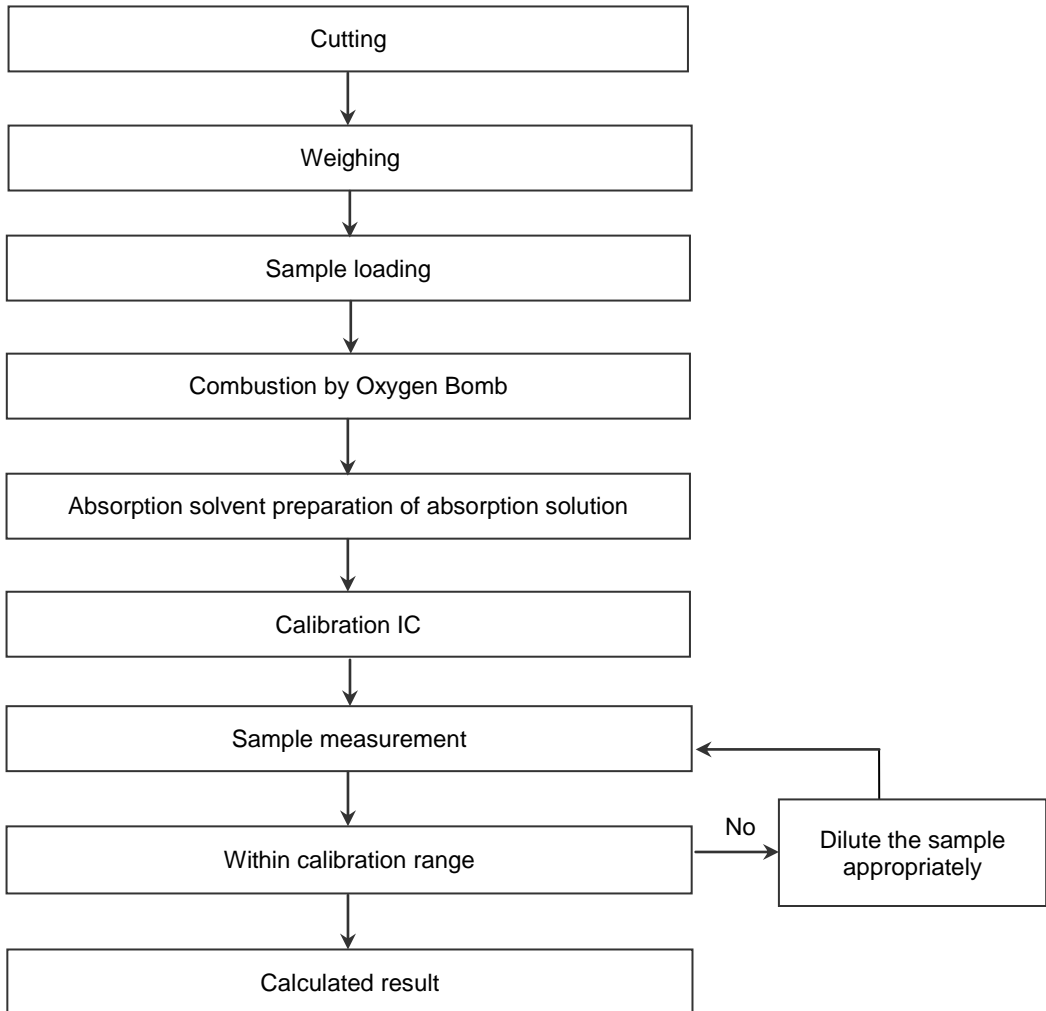 Cutting
Weighing
Sample loading
Combustion by Oxygen Bomb
Absorption solvent preparation of absorption solution
Calibration IC
Sample measurement
Within calibration range
No
Dilute the sample
appropriately
Calculated result